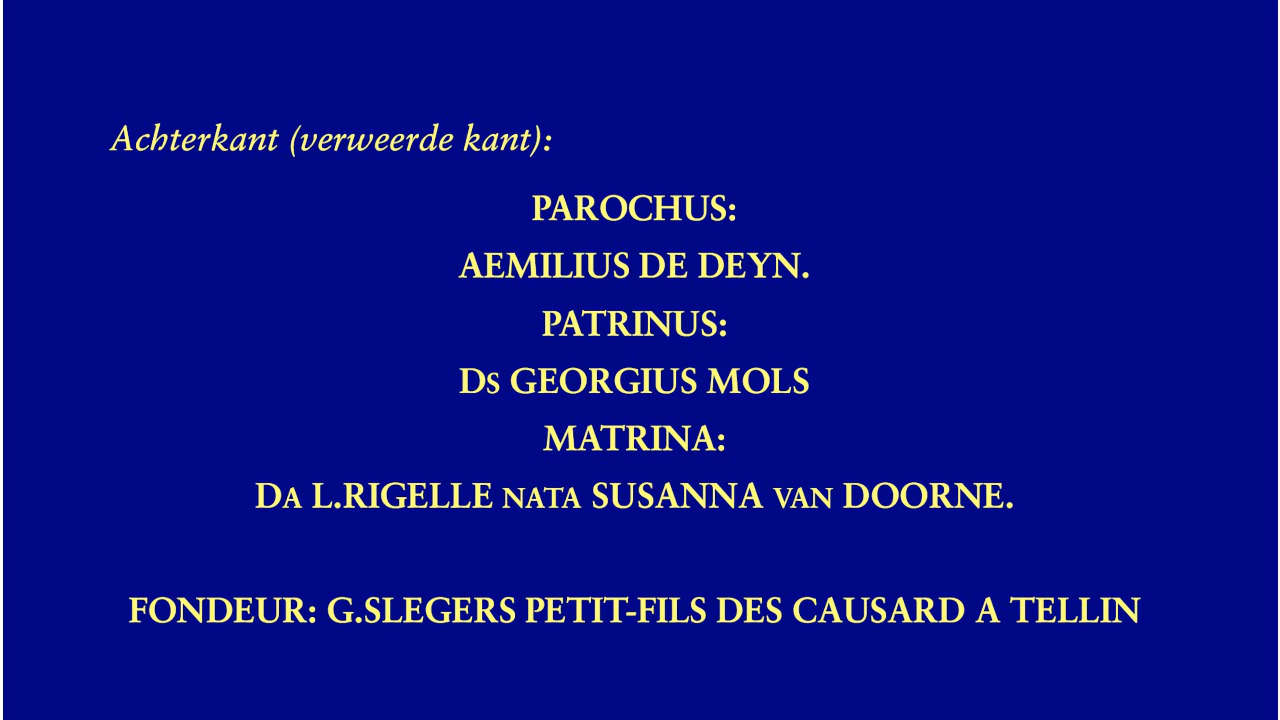 Achterkant (verweerde kant):
PAROCHUS:
AEMILIUS DE DEYN.
PATRINUS:
DS GEORGIUS MOLS
MATRINA:
DA L.RIGELLE NATA SUSANNA VAN DOORNE.
FONDEUR: G.SLEGERS PETIT-FILS DES CAUSARD A TELLIN